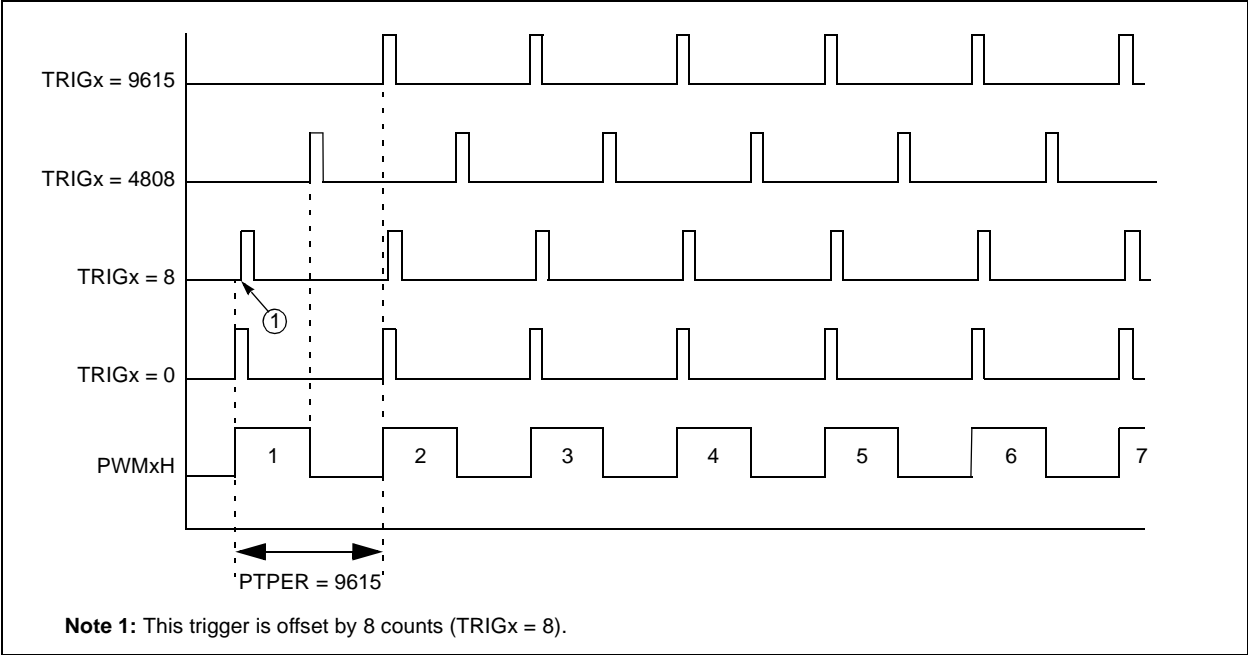 TRIGx = 9615
TRIGx = 4808
TRIGx = 8
1
TRIGx = 0
PWMxH
1 2 3 4 5 6 7
PTPER = 9615
Note 1: This trigger is offset by 8 counts (TRIGx = 8).